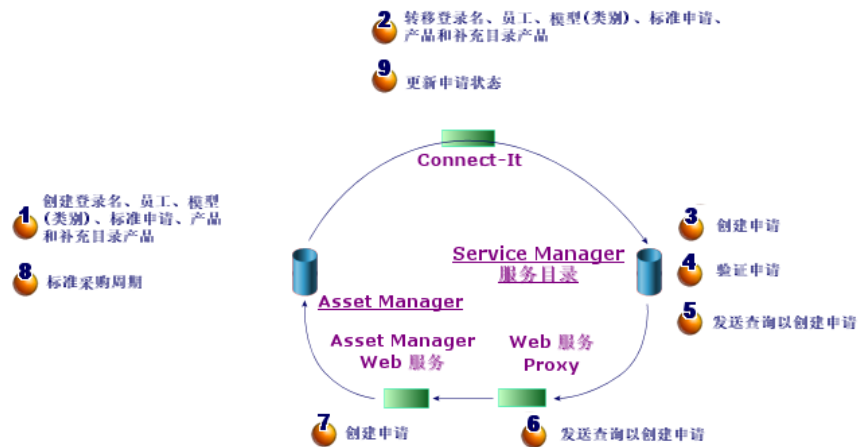 2 转移登录名、员工、模型(类别)、标准申请、
产品和补充目录产品
9 更新申请状态
Connect-It
1 创建登录名、员工、模型
(类别)、标准申请、产品
和补充目录产品
8 标准采购周期
Asset Manager
Service Manager
服务目录
3 创建申请
4 验证申请
5 发送查询以创建申请
Asset Manager
Web 服务
Web 服务
Proxy
7 创建申请
6 发送查询以创建申请